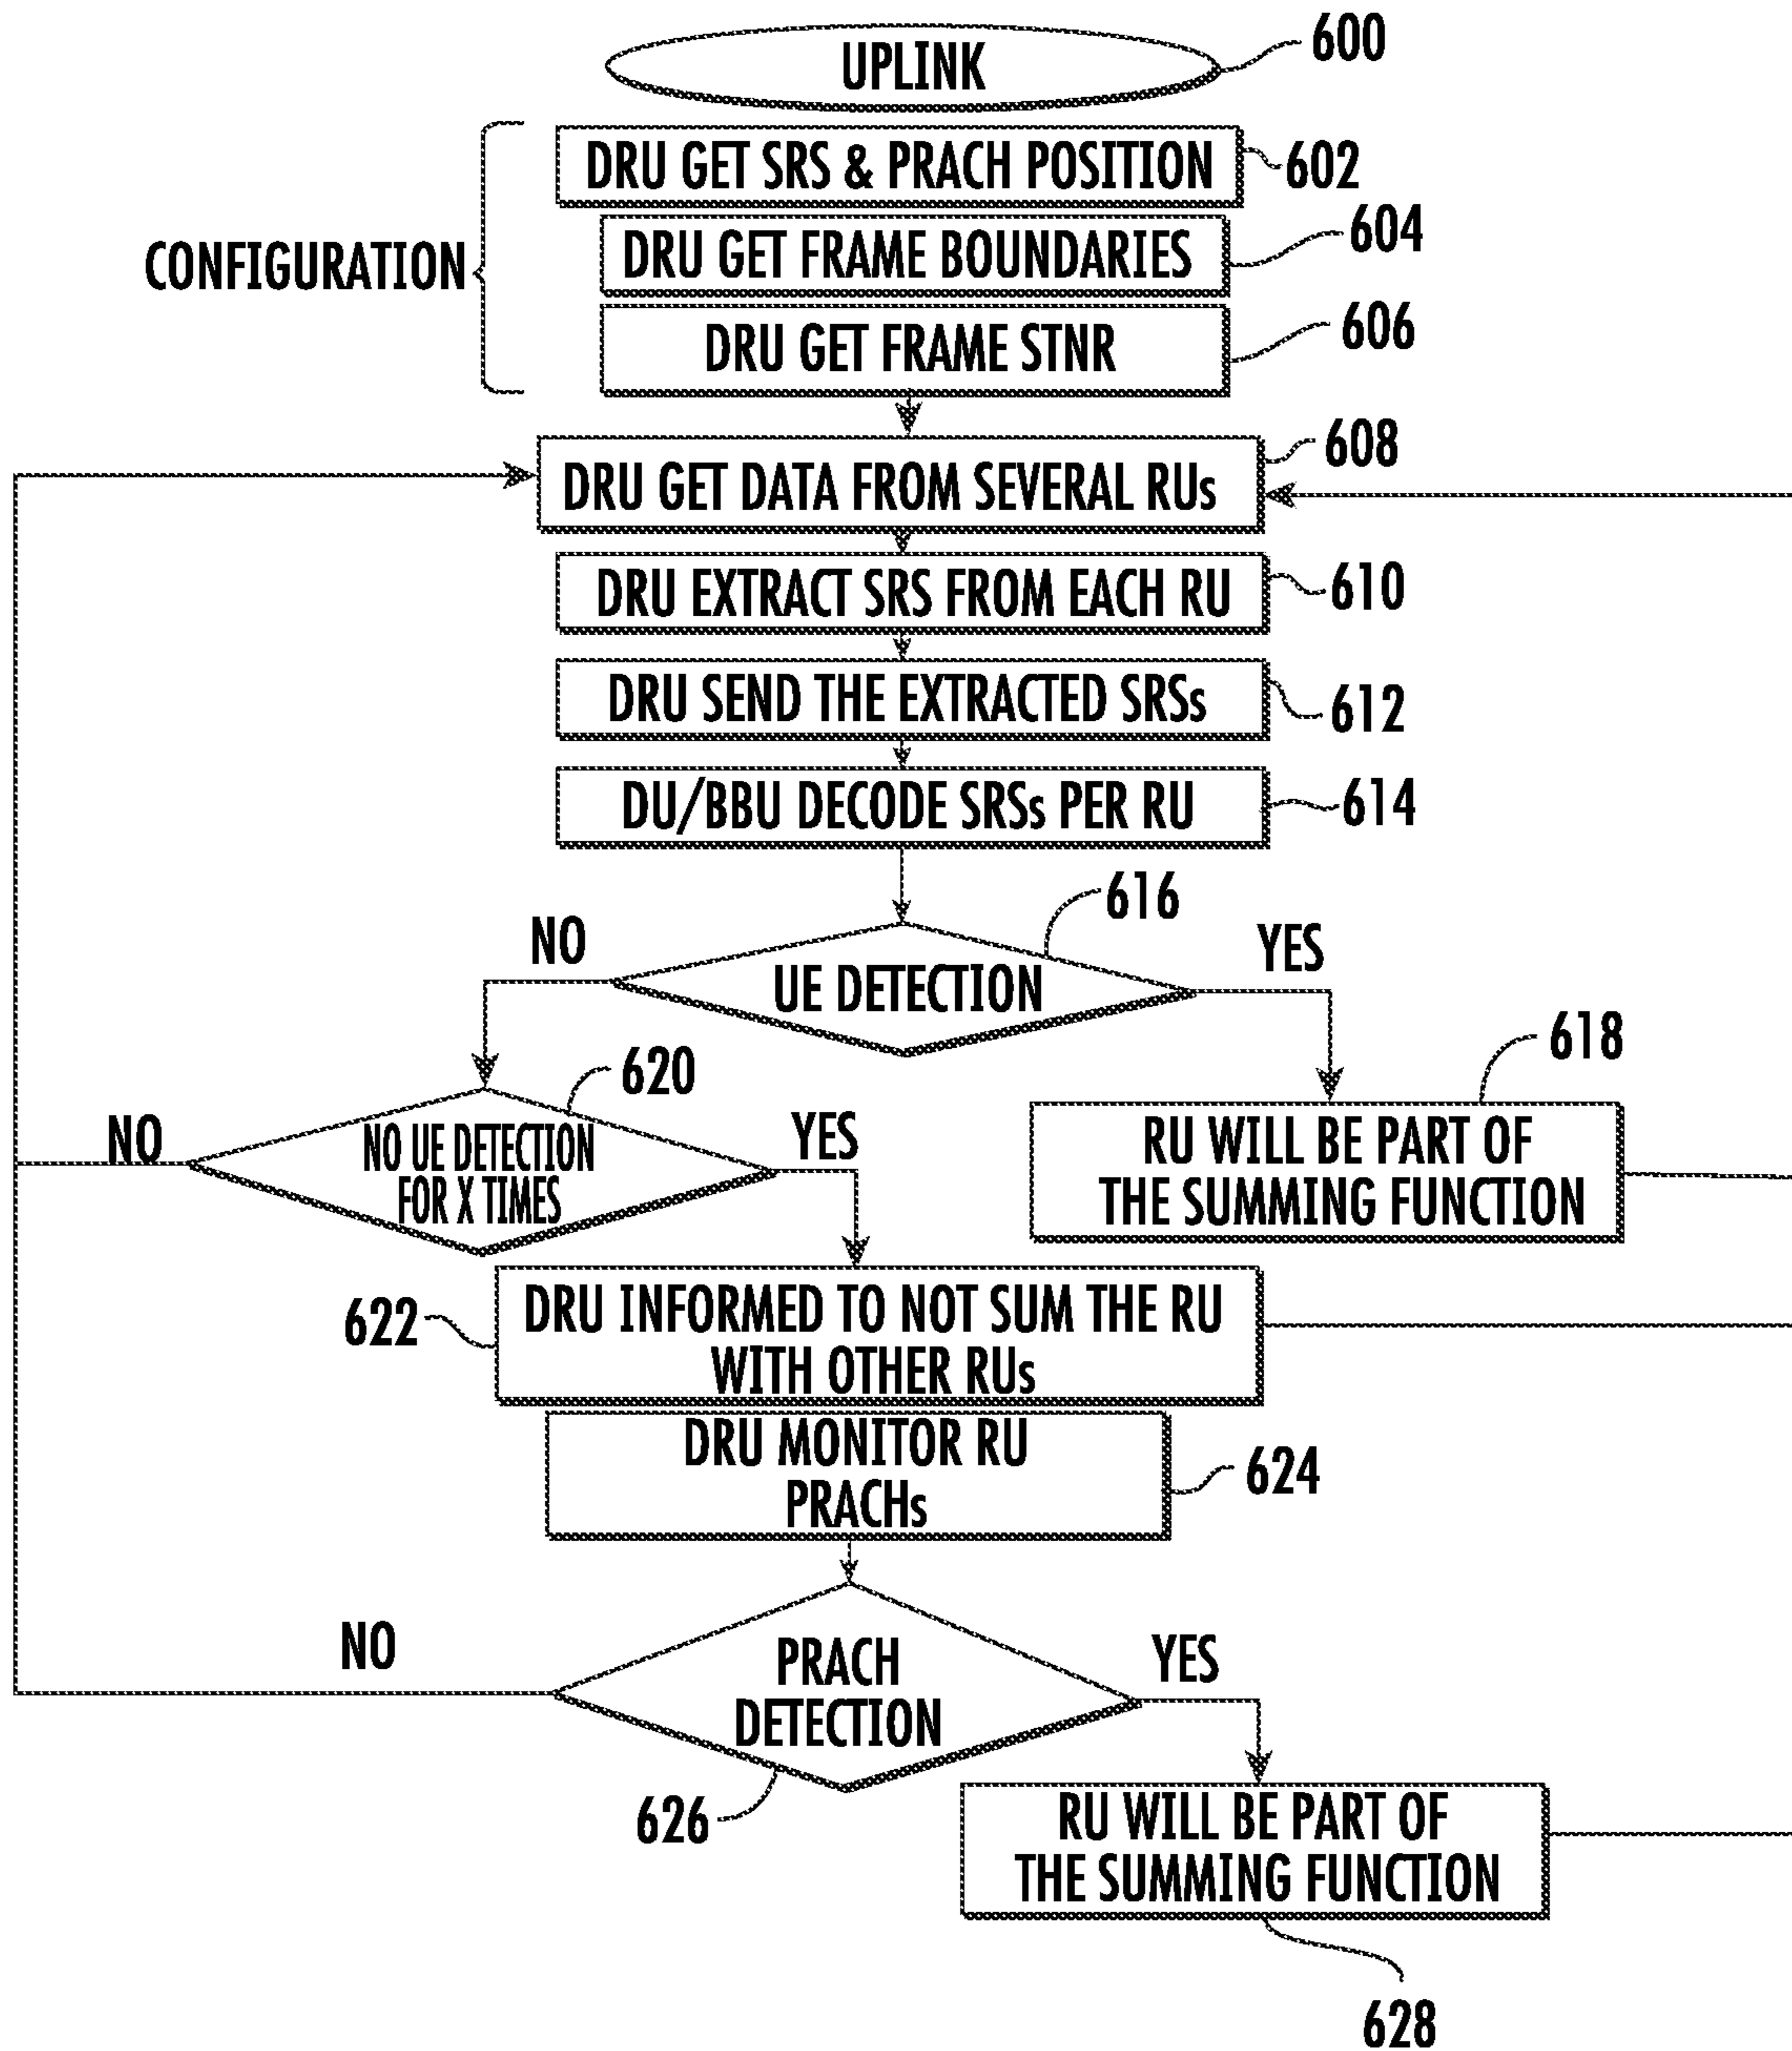 UPLINK
600
DRU GET SRS & PRACH POSITION
602
CONFIGURATION
DRU GET FRAME BOUNDARIES
604
DRU GET FRAME STNR
606
DRU GET DATA FROM SEVERAL RUs
608
DRU EXTRACT SRS FROM EACH RU
610
DRU SEND THE EXTRACTED SRSs
612
DU/BBU DECODE SRSs PER RU
614
616
NO
UE DETECTION
YES
618
620
NO
NO UE DETECTION
FOR X TIMES
YES
RU WILL BE PART OF
THE SUMMING FUNCTION
622
DRU INFORMED TO NOT SUM THE RU
WITH OTHER RUs
DRU MONITOR RU
PRACHs
624
NO
PRACH
DETECTION
YES
626
RU WILL BE PART OF
THE SUMMING FUNCTION
628